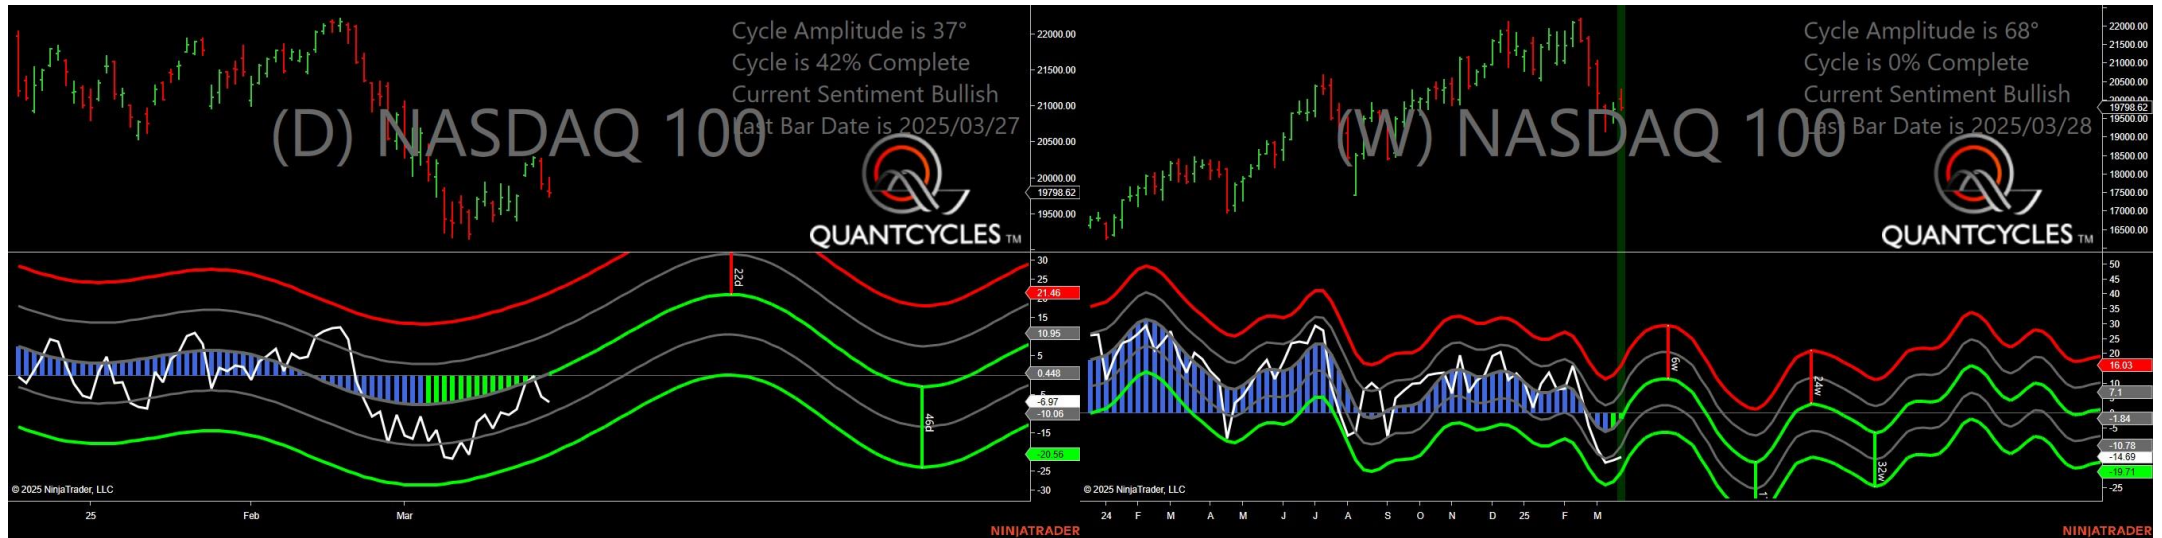 Cycle Amplitude is 37°
Cycle is 42% Complete
Current Sentiment Bullish
Last Bar Date is 2025/03/27
(D) NASDAQ 100
QUANTCYCLES TM
22000.00
21500.00
21000.00
20500.00
20000.00
19798.62
19500.00
22d
46d
30
25
21.46
15
10.95
5
0.448
-6.97
-10.06
-15
-20.56
-25
-30
© 2025 NinjaTrader, LLC
25 Feb Mar
NINJATRADER
Cycle Amplitude is 68°
Cycle is 0% Complete
Current Sentiment Bullish
Last Bar Date is 2025/03/28
(W) NASDAQ 100
QUANTCYCLES TM
22000.00
21500.00
21000.00
20500.00
20000.00
19798.62
19500.00
19000.00
18500.00
18000.00
17500.00
17000.00
16500.00
6w
24w
32w
50
45
40
35
30
25
20
16.03
10
7.1
-1.84
-5
-10.78
-14.69
-19.71
-25
© 2025 NinjaTrader, LLC
24 F M A M J J A S O N D 25 F M
NINJATRADER